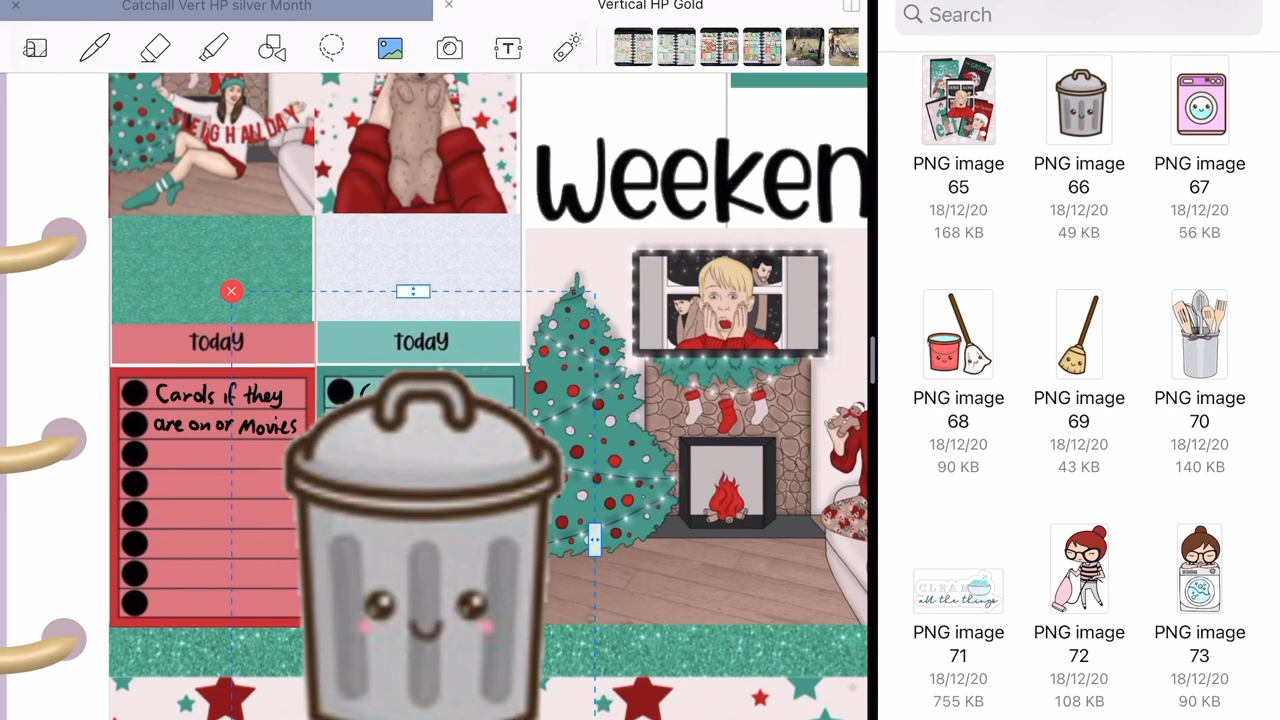 Catchall Vert HP silver Month
Vertical HP Gold
Search
T
SLEIGH ALL DAY
Weeken
today
today
Cards if they
are on or Movies
PNG image
65
18/12/20
168 KB
PNG image
66
18/12/20
49 KB
PNG image
67
18/12/20
56 KB
PNG image
68
18/12/20
90 KB
PNG image
69
18/12/20
43 KB
PNG image
70
18/12/20
140 KB
CLEAN
all the things
PNG image
71
18/12/20
755 KB
PNG image
72
18/12/20
108 KB
PNG image
73
18/12/20
90 KB